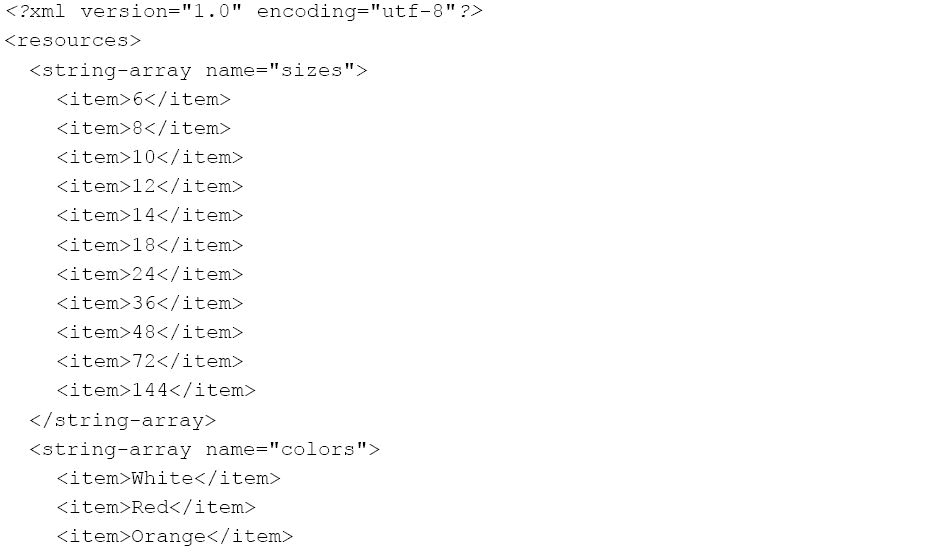 <?xml version="1.0" encoding="utf-8"?>
<resources>
  <string-array name="sizes">
    <item>6</item>
    <item>8</item>
    <item>10</item>
    <item>12</item>
    <item>14</item>
    <item>18</item>
    <item>24</item>
    <item>36</item>
    <item>48</item>
    <item>72</item>
    <item>144</item>
  </string-array>
  <string-array name="colors">
    <item>White</item>
    <item>Red</item>
    <item>Orange</item>